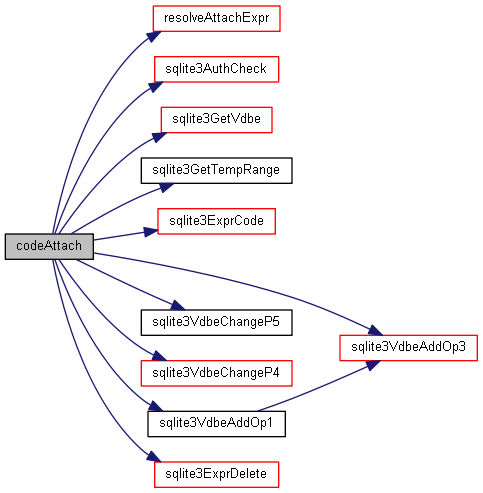 resolveAttachExpr
sqlite3AuthCheck
sqlite3GetVdbe
sqlite3GetTempRange
sqlite3ExprCode
codeAttach
sqlite3VdbeChangeP5
sqlite3VdbeAddOp3
sqlite3VdbeChangeP4
sqlite3VdbeAddOp1
sqlite3ExprDelete